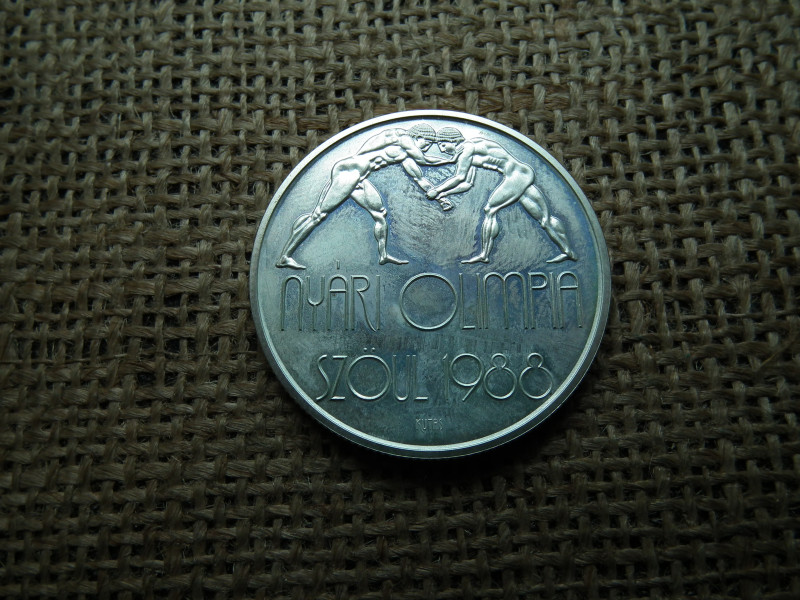 NYÁRI OLIMPIA
SZÖUL 1988
KUTAS